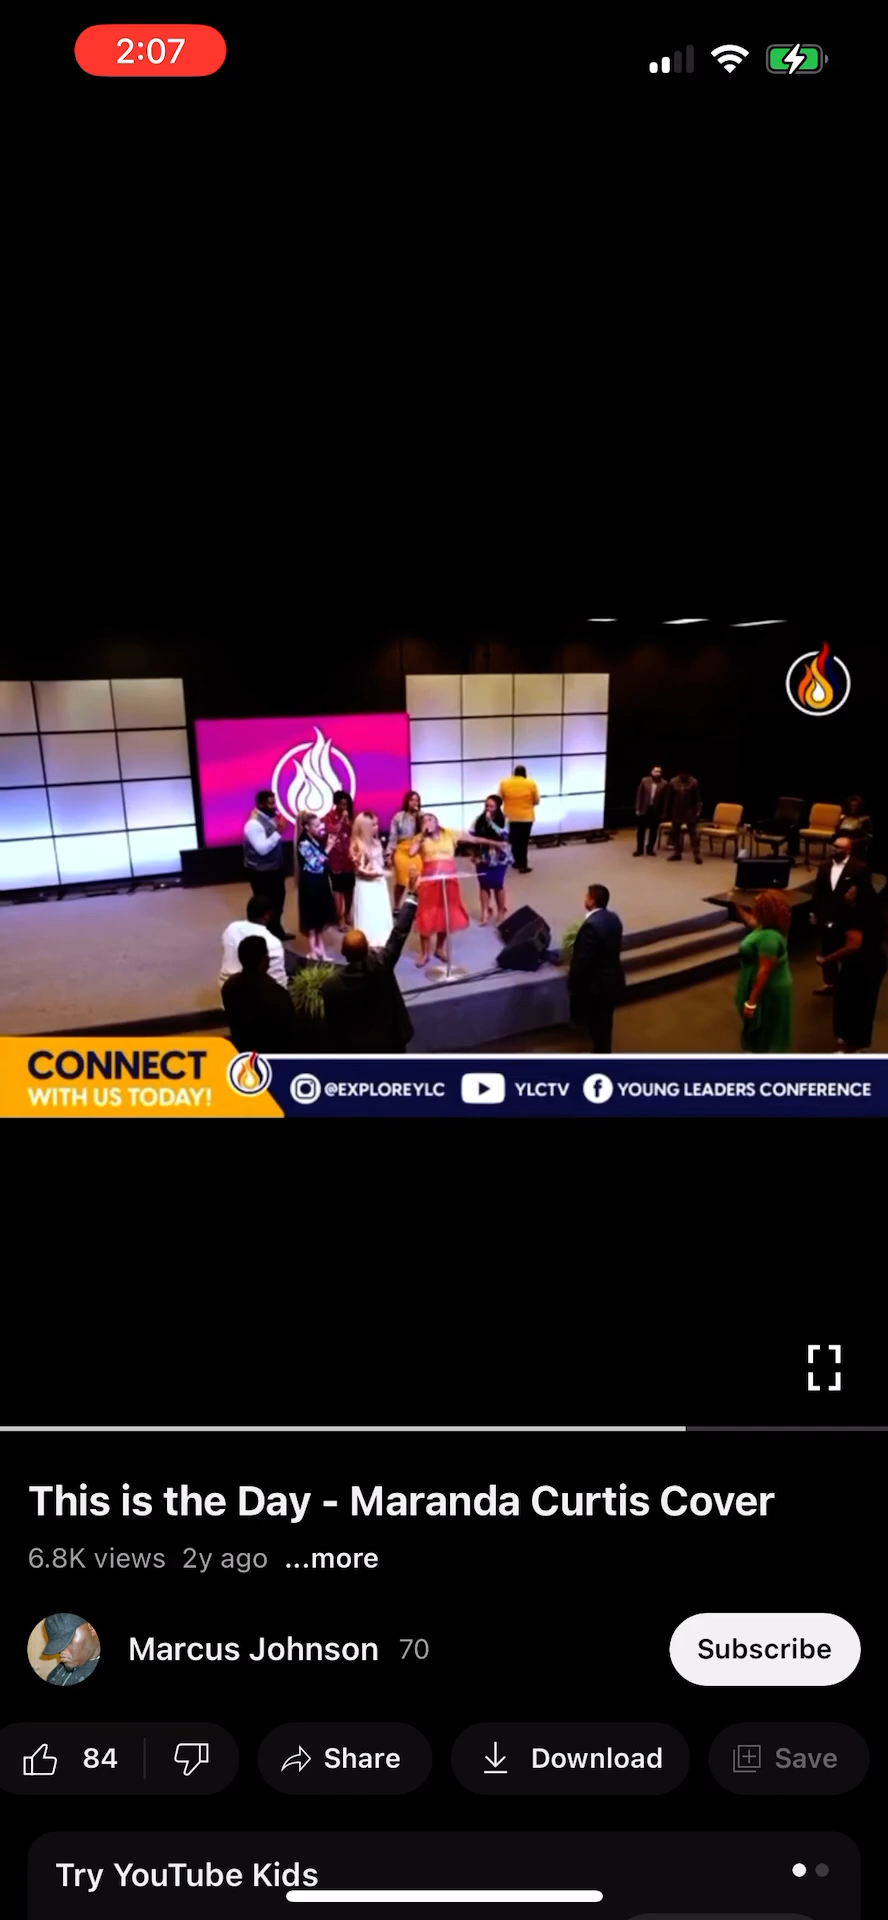 2:07
CONNECT
WITH US TODAY!
@EXPLOREYLC YLCTV YOUNG LEADERS CONFERENCE
This is the Day - Maranda Curtis Cover
6.8K views 2y ago ...more
Marcus Johnson 70
Subscribe
84
Share
Download
Save
Try YouTube Kids